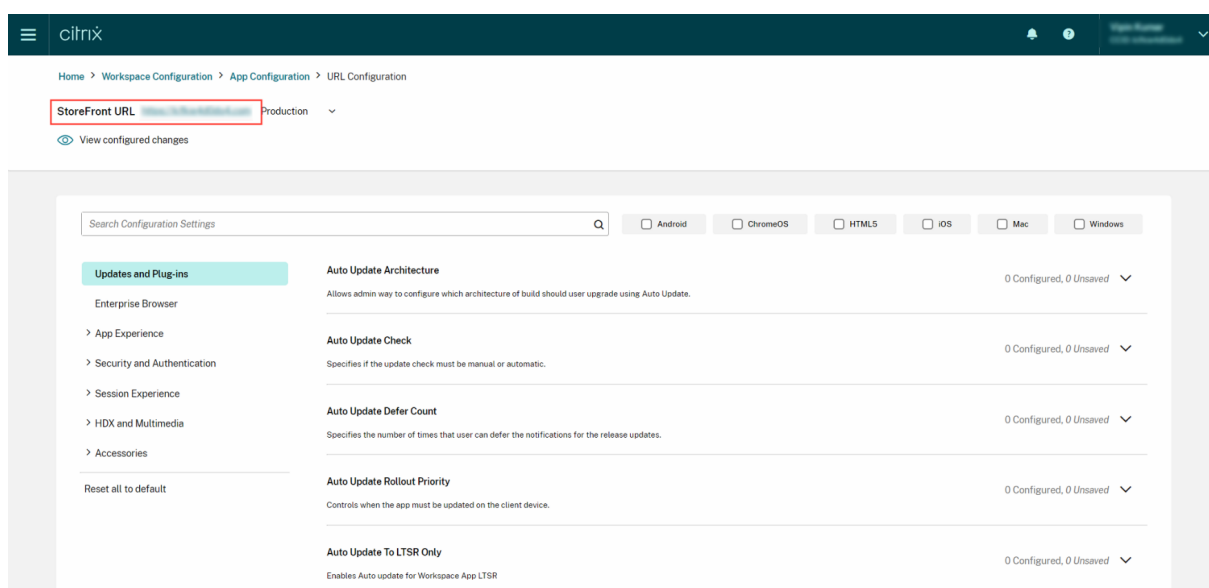 citrix
Home > Workspace Configuration > App Configuration > URL Configuration
StoreFront URL Production
View configured changes
Search Configuration Settings
Android ChromeOS HTML5 iOS Mac Windows
Updates and Plug-ins
Enterprise Browser
App Experience
Security and Authentication
Session Experience
HDX and Multimedia
Accessories
Reset all to default
Auto Update Architecture
0 Configured, 0 Unsaved
Allows admin way to configure which architecture of build should user upgrade using Auto Update.
Auto Update Check
0 Configured, 0 Unsaved
Specifies if the update check must be manual or automatic.
Auto Update Defer Count
0 Configured, 0 Unsaved
Specifies the number of times that user can defer the notifications for the release updates.
Auto Update Rollout Priority
0 Configured, 0 Unsaved
Controls when the app must be updated on the client device.
Auto Update To LTSR Only
0 Configured, 0 Unsaved
Enables Auto update for Workspace App LTSR